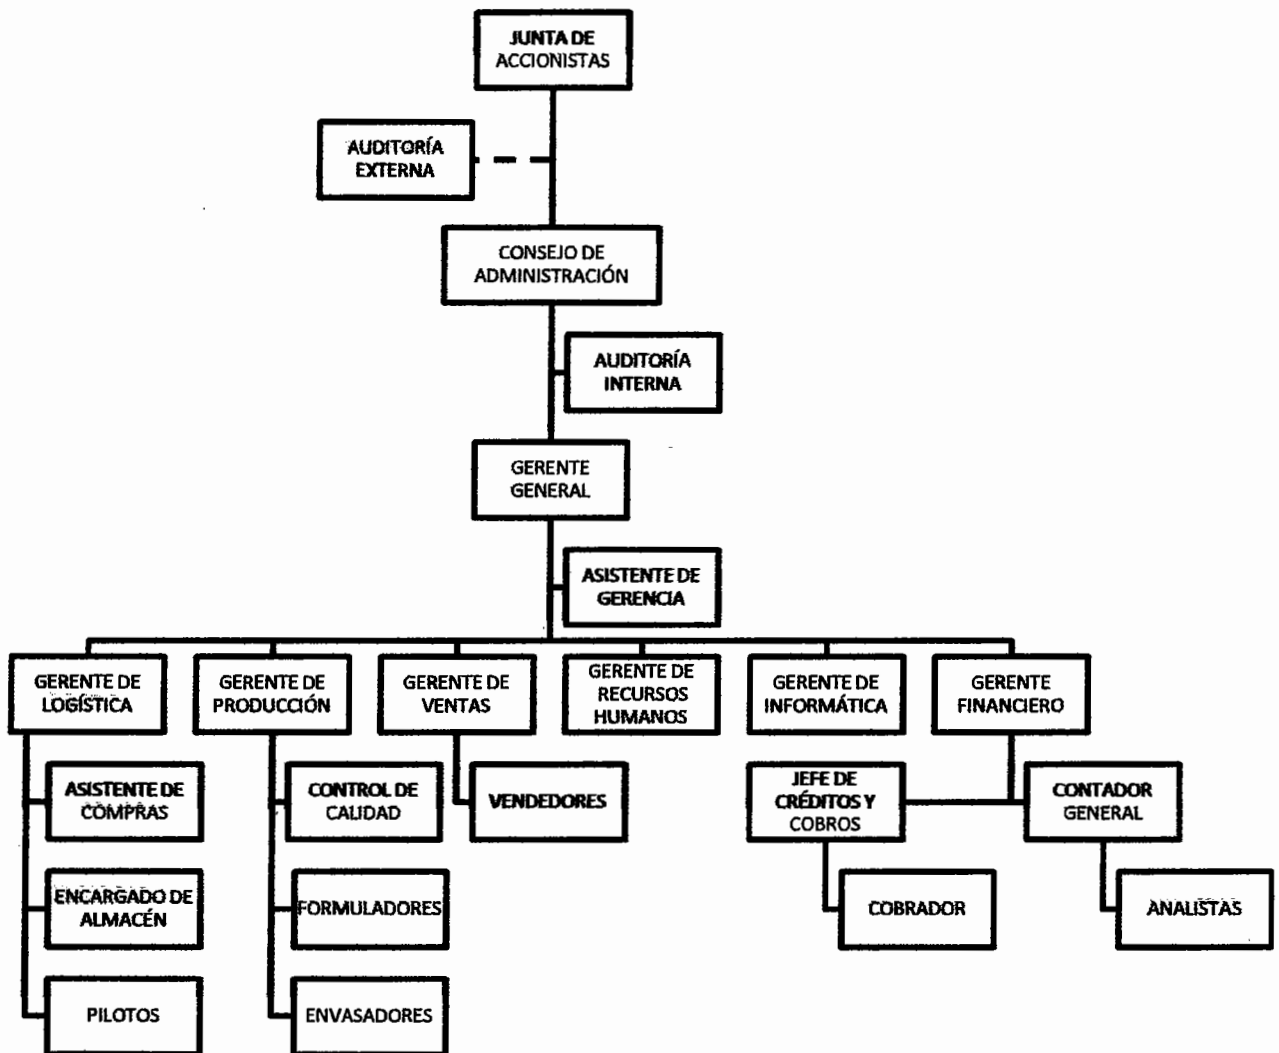 JUNTA DE
ACCIONISTAS
AUDITORÍA
EXTERNA
CONSEJO DE
ADMINISTRACIÓN
AUDITORÍA
INTERNA
GERENTE
GENERAL
ASISTENTE DE
GERENCIA
GERENTE DE
LOGÍSTICA
GERENTE DE
PRODUCCIÓN
GERENTE DE
VENTAS
GERENTE DE
RECURSOS
HUMANOS
GERENTE DE
INFORMÁTICA
GERENTE
FINANCIERO
ASISTENTE DE
COMPRAS
CONTROL DE
CALIDAD
VENDEDORES
JEFE DE
CRÉDITOS Y
COBROS
CONTADOR
GENERAL
ENCARGADO DE
ALMACÉN
FORMULADORES
COBRADOR
ANALISTAS
PILOTOS
ENVASADORES